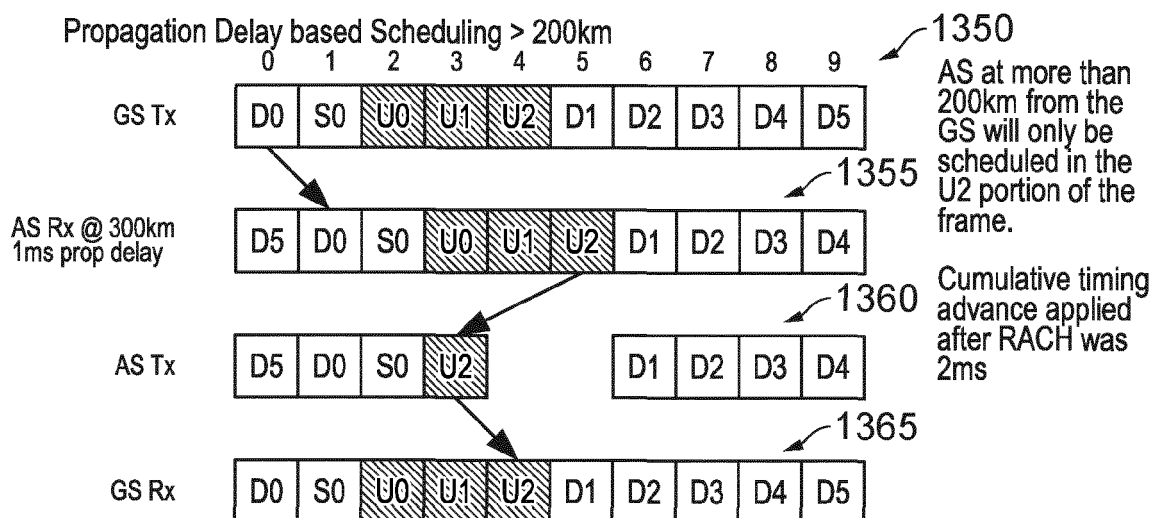 Propagation Delay based Scheduling > 200km
1350
0 1 2 3 4 5 6 7 8 9
GS Tx D0 S0 U0 U1 U2 D1 D2 D3 D4 D5
AS at more than
200km from the
GS will only be
scheduled in the
U2 portion of the
frame.
1355
AS Rx @ 300km
1ms prop delay
D5 D0 S0 U0 U1 U2 D1 D2 D3 D4
1360
AS Tx D5 D0 S0 U2 D1 D2 D3 D4
Cumulative timing
advance applied
after RACH was
2ms
1365
GS Rx D0 S0 U0 U1 U2 D1 D2 D3 D4 D5